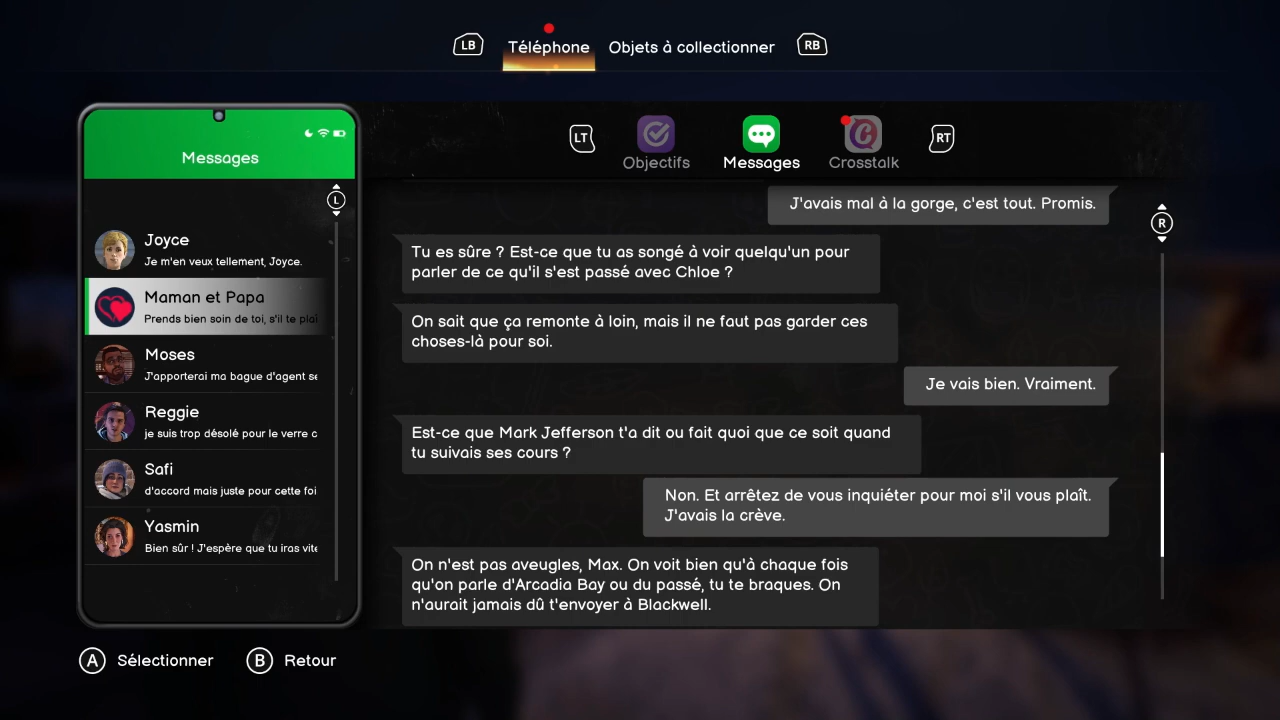 LB Téléphone Objets à collectionner RB
Messages
L
Joyce
Je m'en veux tellement, Joyce.
Maman et Papa
Prends bien soin de toi, s'il te plaî
Moses
J'apporterai ma bague d'agent se
Reggie
je suis trop désolé pour le verre c
Safi
d'accord mais juste pour cette foi
Yasmin
Bien sûr ! J'espère que tu iras vite
LT Objectifs Messages Crosstalk RT
R
J'avais mal à la gorge, c'est tout. Promis.
Tu es sûre ? Est-ce que tu as songé à voir quelqu'un pour
parler de ce qu'il s'est passé avec Chloe ?
On sait que ça remonte à loin, mais il ne faut pas garder ces
choses-là pour soi.
Je vais bien. Vraiment.
Est-ce que Mark Jefferson t'a dit ou fait quoi que ce soit quand
tu suivais ses cours ?
Non. Et arrêtez de vous inquiéter pour moi s'il vous plaît.
J'avais la crève.
On n'est pas aveugles, Max. On voit bien qu'à chaque fois
qu'on parle d'Arcadia Bay ou du passé, tu te braques. On
n'aurait jamais dû t'envoyer à Blackwell.
A Sélectionner B Retour